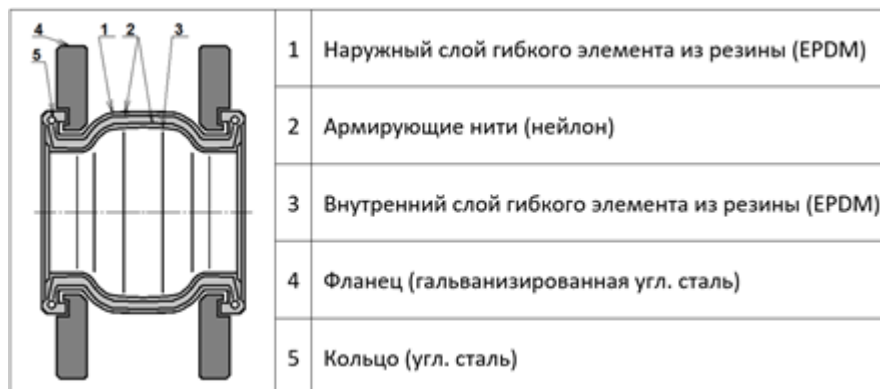 4 1 2 3
5
1 Наружный слой гибкого элемента из резины (EPDM)
2 Армирующие нити (нейлон)
3 Внутренний слой гибкого элемента из резины (EPDM)
4 Фланец (гальванизированная угл. сталь)
5 Кольцо (угл. сталь)